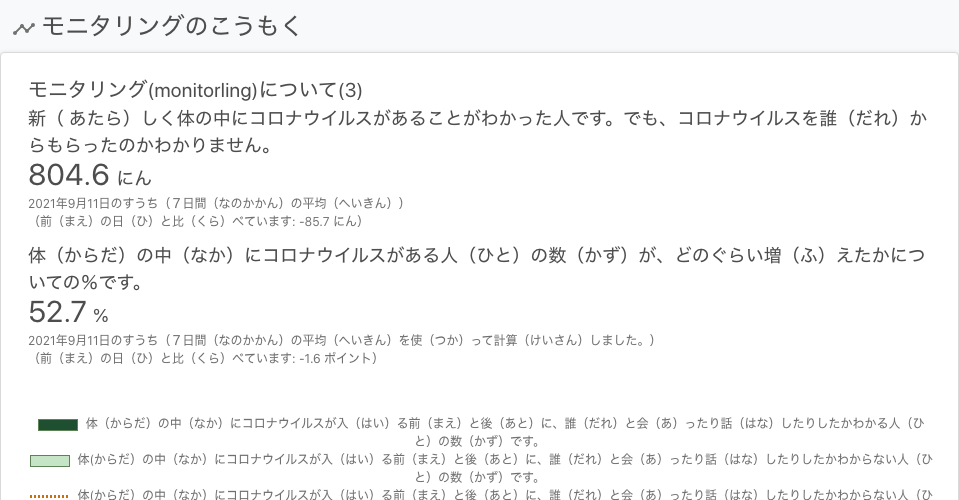 モニタリングのこうもく
モニタリング(monitorling)について(3)
新（ あたら）しく体の中にコロナウイルスがあることがわかった人です。でも、コロナウイルスを誰（だれ）か
らもらったのかわかりません。
804.6 にん
2021年9月11日のすうち（７日間（なのかかん）の平均（へいきん））
（前（まえ）の日（ひ）と比（くら）べています: -85.7 にん）
体（からだ）の中（なか）にコロナウイルスがある人（ひと）の数（かず）が、どのぐらい増（ふ）えたかにつ
いての％です。
52.7 %
2021年9月11日のすうち（７日間（なのかかん）の平均（へいきん）を使（つか）って計算（けいさん）しました。）
（前（まえ）の日（ひ）と比（くら）べています: -1.6 ポイント）
体（からだ）の中（なか）にコロナウイルスが入（はい）る前（まえ）と後（あと）に、誰（だれ）と会（あ）ったり話（はな）したりしたかわかる人（ひ
と）の数（かず）です。
体(からだ）の中（なか）にコロナウイルスが入（はい）る前（まえ）と後（あと）に、誰（だれ）と会（あ）ったり話（はな）したりしたかわからない人（ひ
と）の数（かず）です。
体(からだ）の中（なか）にコロナウイルスが入（はい）る前（まえ）と後（あと）に、誰（だれ）と会（あ）ったり話（はな）したりしたかわからない人（ひ